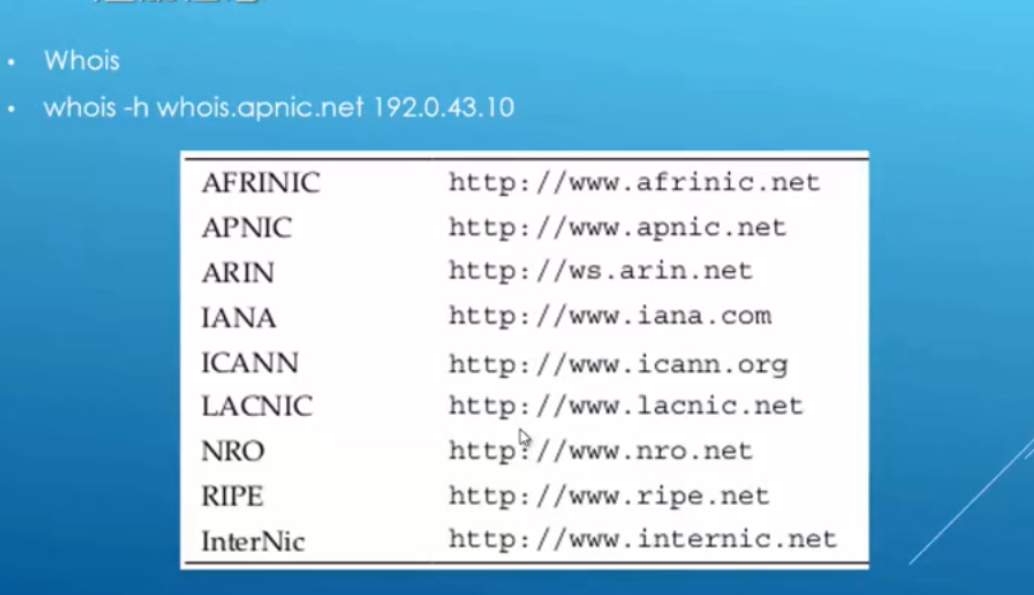 Whois
whois -h whois.apnic.net 192.0.43.10
AFRINIC http://www.afrinic.net
APNIC http://www.apnic.net
ARIN http://ws.arin.net
IANA http://www.iana.com
ICANN http://www.icann.org
LACNIC http://www.lacnic.net
NRO http://www.nro.net
RIPE http://www.ripe.net
InterNic http://www.internic.net